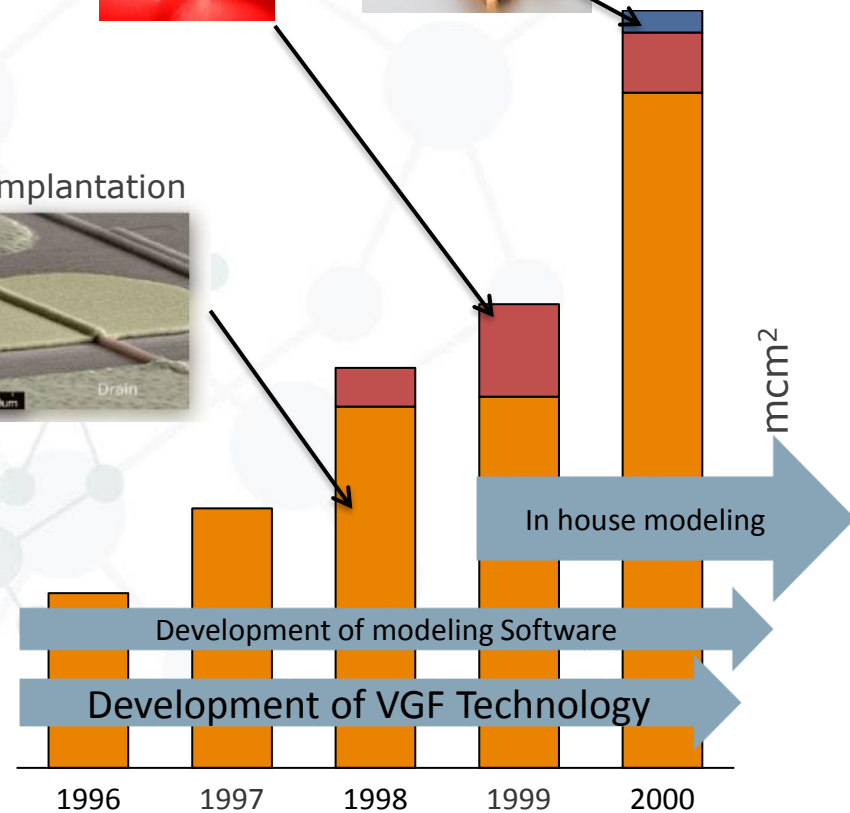 mplantation
Drain
mcm²
In house modeling
Development of modeling Software
Development of VGF Technology
1996 1997 1998 1999 2000